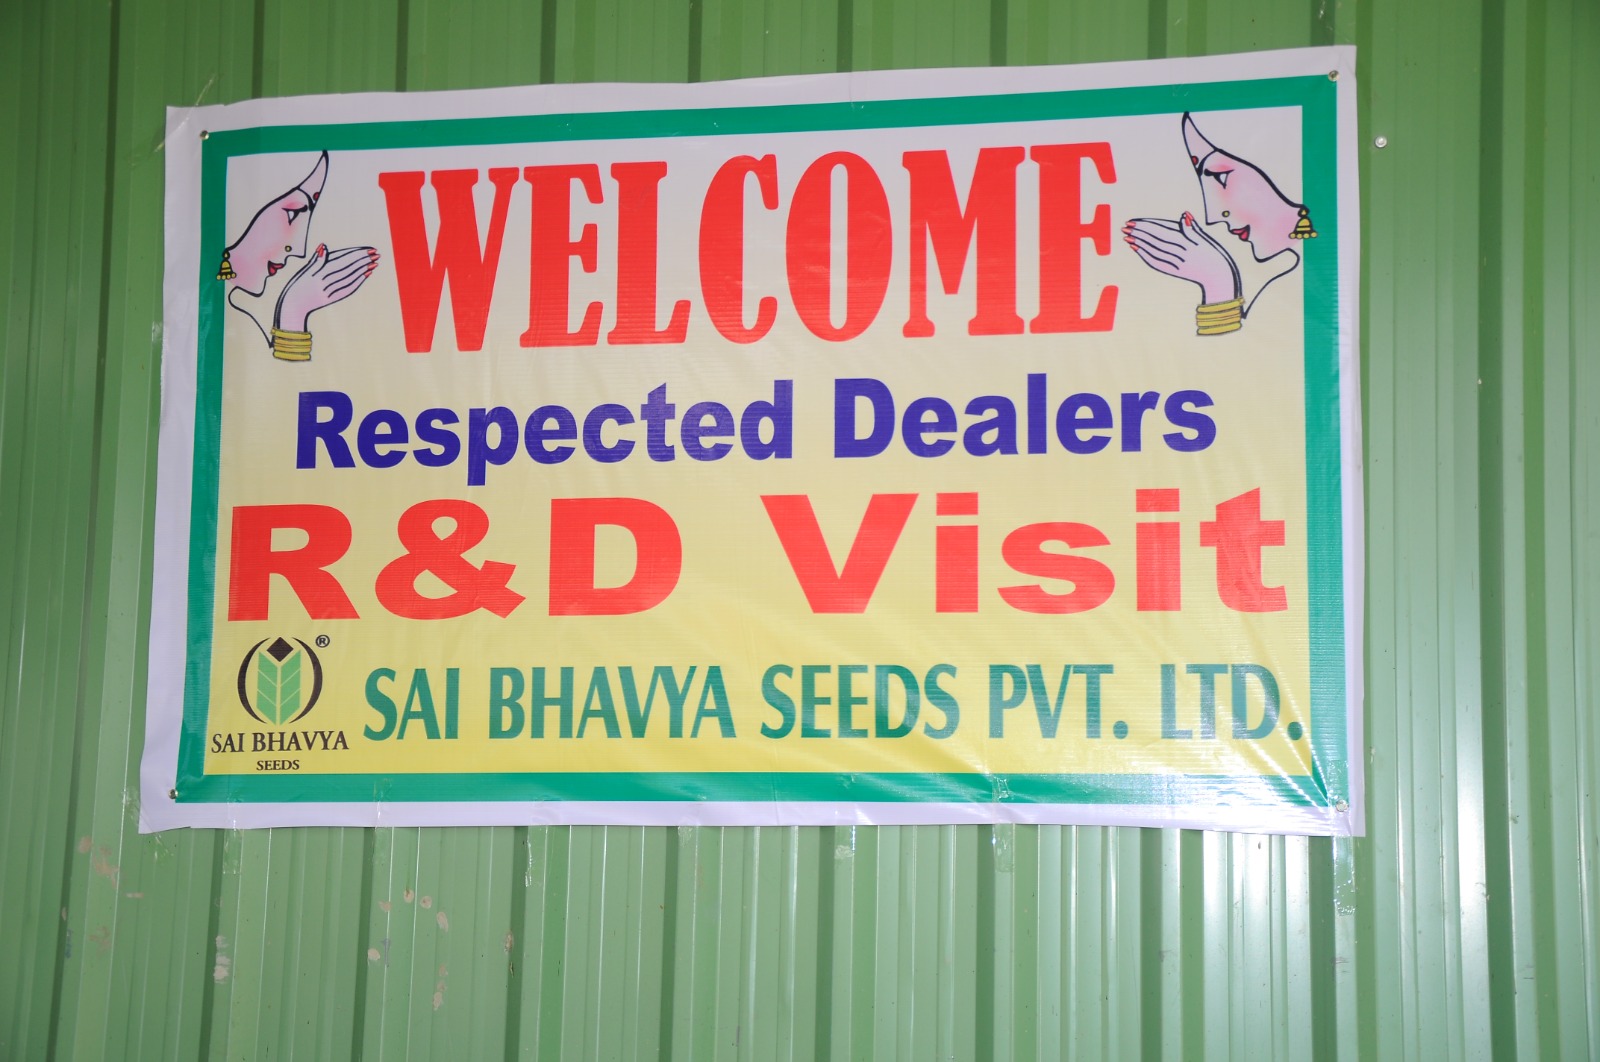 WELCOME
Respected Dealers
R&D Visit
®
SAI BHAVYA
SEEDS
SAI BHAVYA SEEDS PVT. LTD.